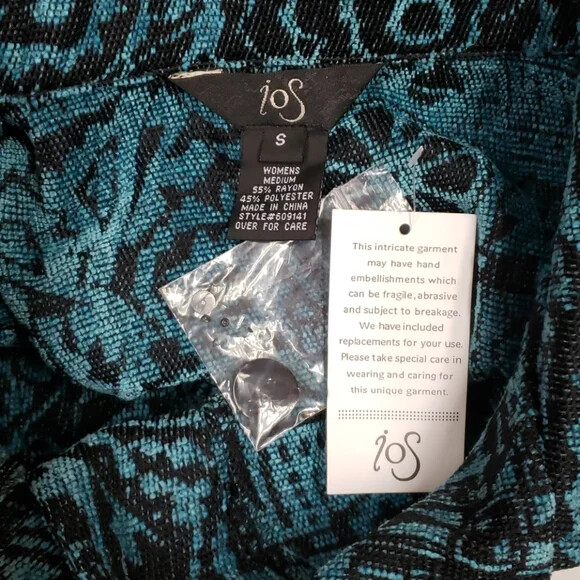 ios
S
WOMENS
MEDIUM
55% RAYON
45% POLYESTER
MADE IN CHINA
STYLE#609141
OVER FOR CARE
This intricate garment
may have hand
embellishments which
can be fragile, abrasive
and subject to breakage.
We have included
replacements for your use.
Please take special care in
wearing and caring for
this unique garment.
ios